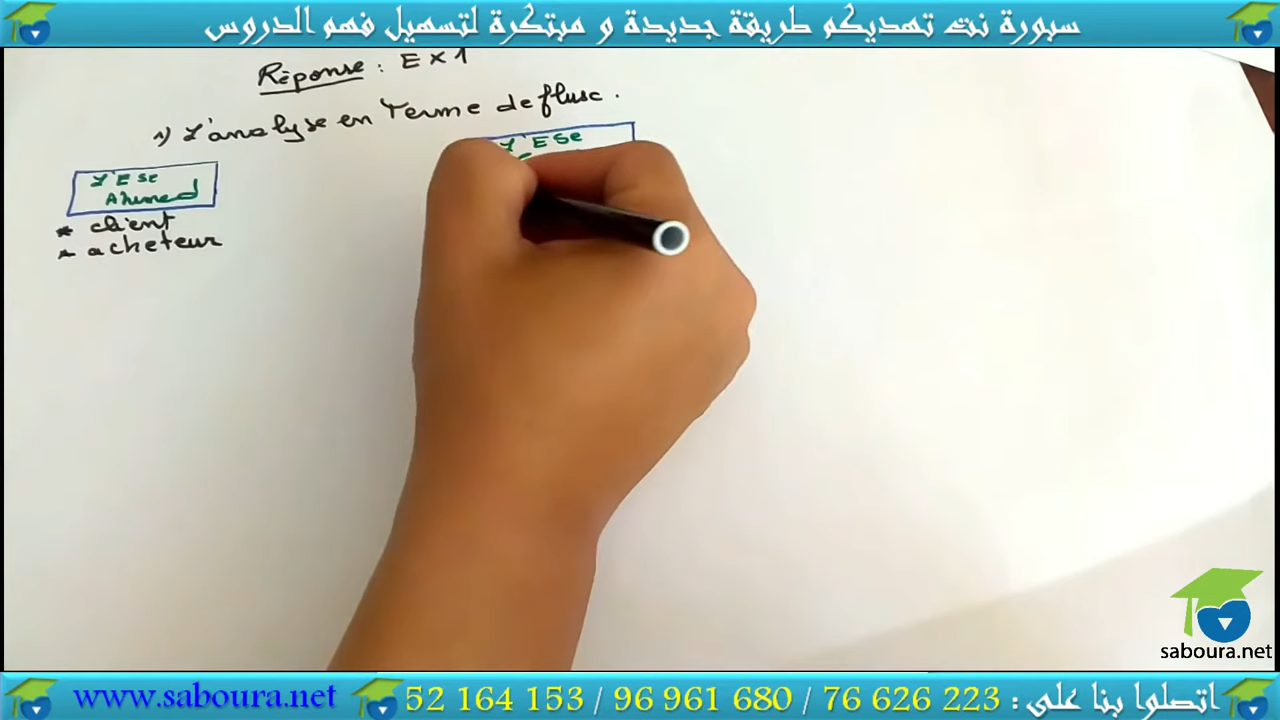 سبورة نت تهديكم طريقة جديدة و مبتكرة لتسهيل فهم الدروس
Réponse : EX1
1) L'analyse en Terme de flux .
L'ESe
L'ESe
Ahmed
* client
* acheteur
saboura.net
www.saboura.net
52 164 153 / 96 961 680 / 76 626 223 : اتصلوا بنا على